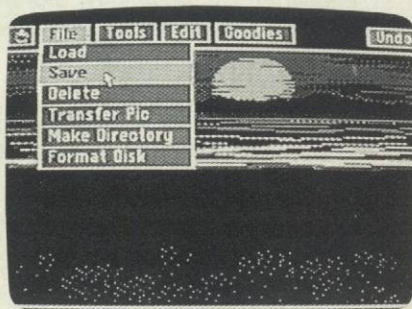 File Tools Edit Goodies Undo
Load
Save
Delete
Transfer Pic
Make Directory
Format Disk